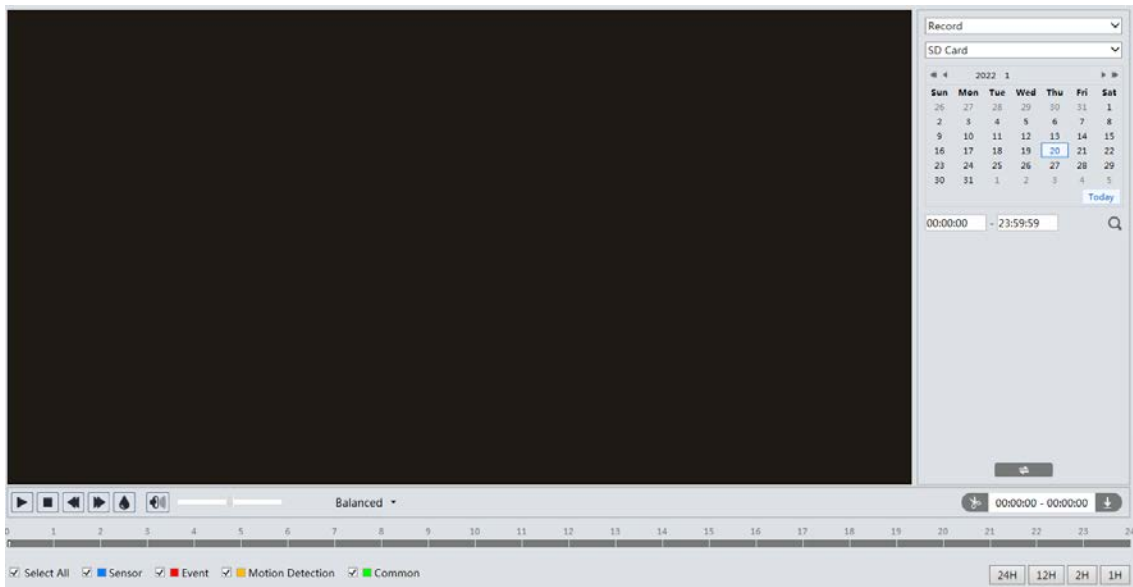 Record
SD Card
2022 1
Sun Mon Tue Wed Thu Fri Sat
26 27 28 29 30 31 1
2 3 4 5 6 7 8
9 10 11 12 13 14 15
16 17 18 19 20 21 22
23 24 25 26 27 28 29
30 31 1 2 3 4 5
Today
00:00:00 - 23:59:59
Balanced
00:00:00 - 00:00:00
0 1 2 3 4 5 6 7 8 9 10 11 12 13 14 15 16 17 18 19 20 21 22 23 24
Select All Sensor Event Motion Detection Common
24H 12H 2H 1H